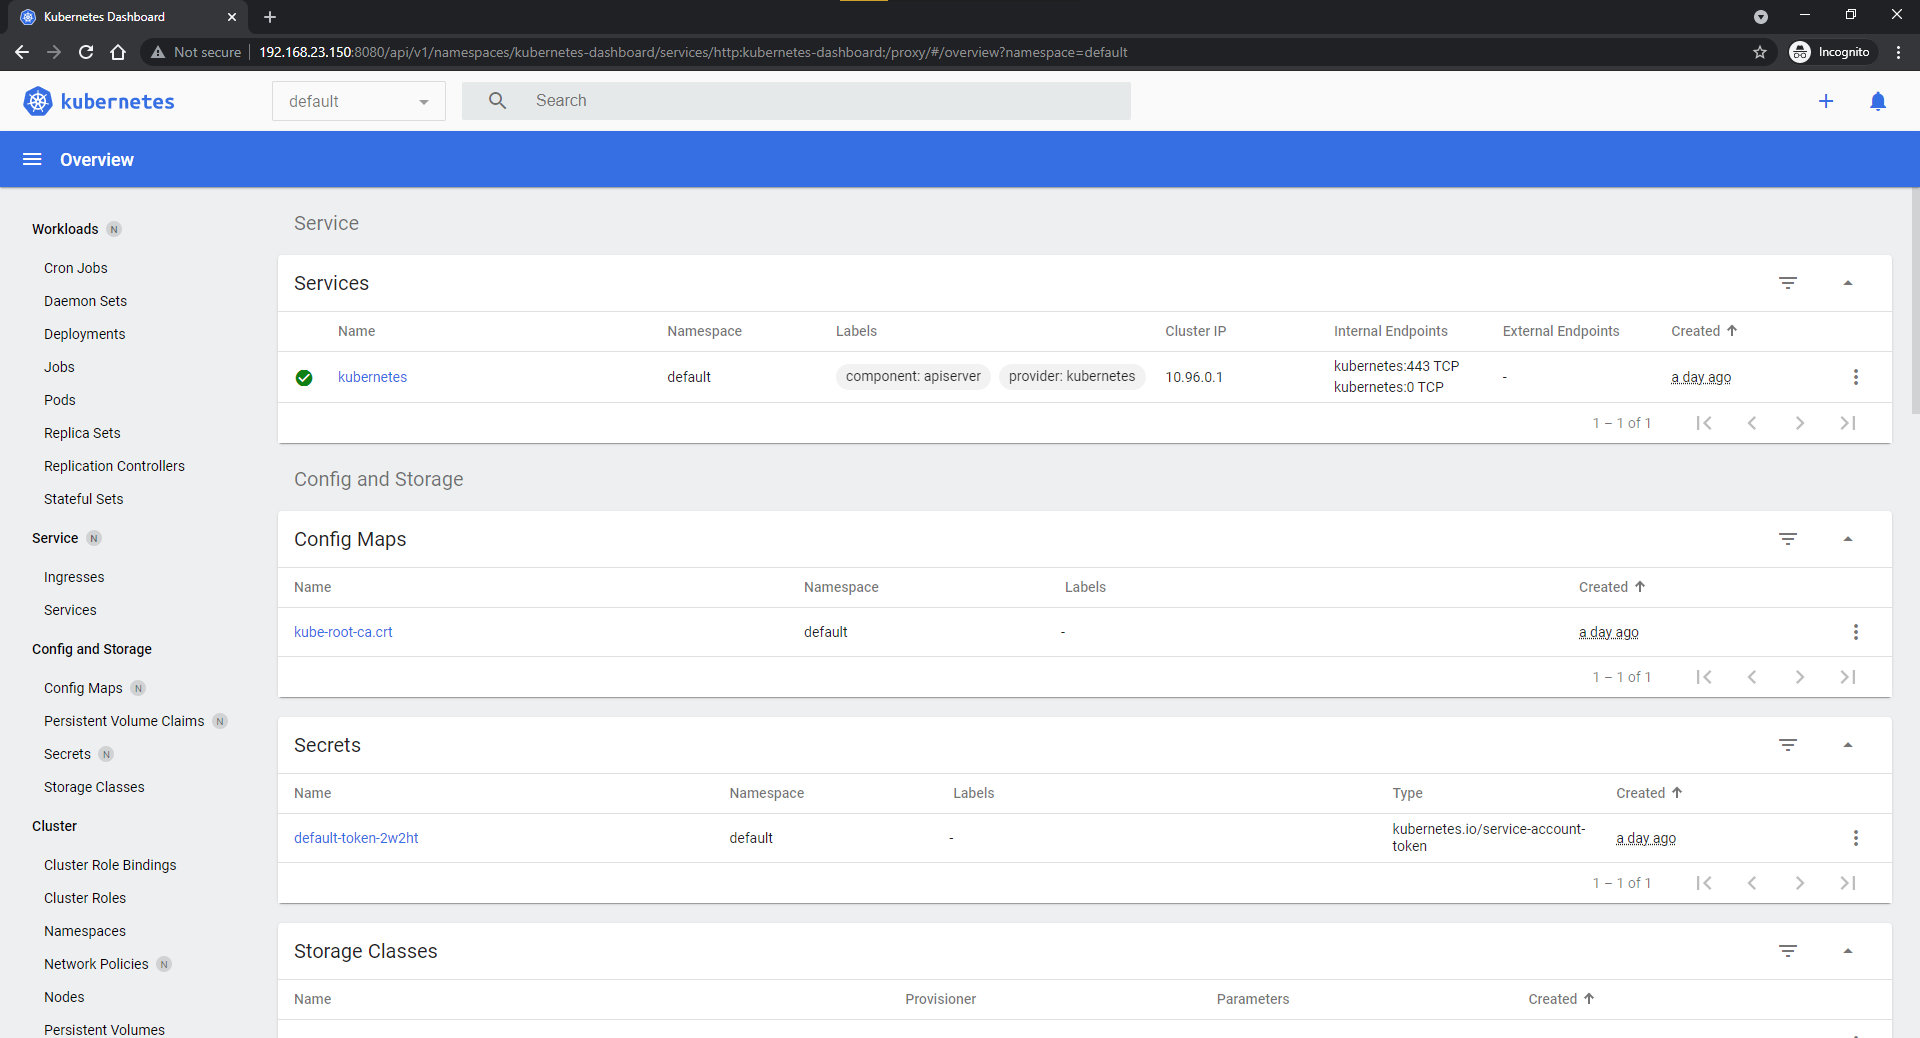 Kubernetes Dashboard
Not secure 192.168.23.150:8080/api/v1/namespaces/kubernetes-dashboard/services/http:kubernetes-dashboard:/proxy/#/overview?namespace=default Incognito
kubernetes default Search
Overview
Workloads N
Cron Jobs
Daemon Sets
Deployments
Jobs
Pods
Replica Sets
Replication Controllers
Stateful Sets
Service N
Ingresses
Services
Config and Storage
Config Maps N
Persistent Volume Claims N
Secrets N
Storage Classes
Cluster
Cluster Role Bindings
Cluster Roles
Namespaces
Network Policies N
Nodes
Persistent Volumes
Service
Services
Name Namespace Labels Cluster IP Internal Endpoints External Endpoints Created
kubernetes default component: apiserver provider: kubernetes 10.96.0.1 kubernetes:443 TCP - a day ago
kubernetes:0 TCP
1 – 1 of 1
Config and Storage
Config Maps
Name Namespace Labels Created
kube-root-ca.crt default - a day ago
1 – 1 of 1
Secrets
Name Namespace Labels Type Created
default-token-2w2ht default - kubernetes.io/service-account- a day ago
token
1 – 1 of 1
Storage Classes
Name Provisioner Parameters Created